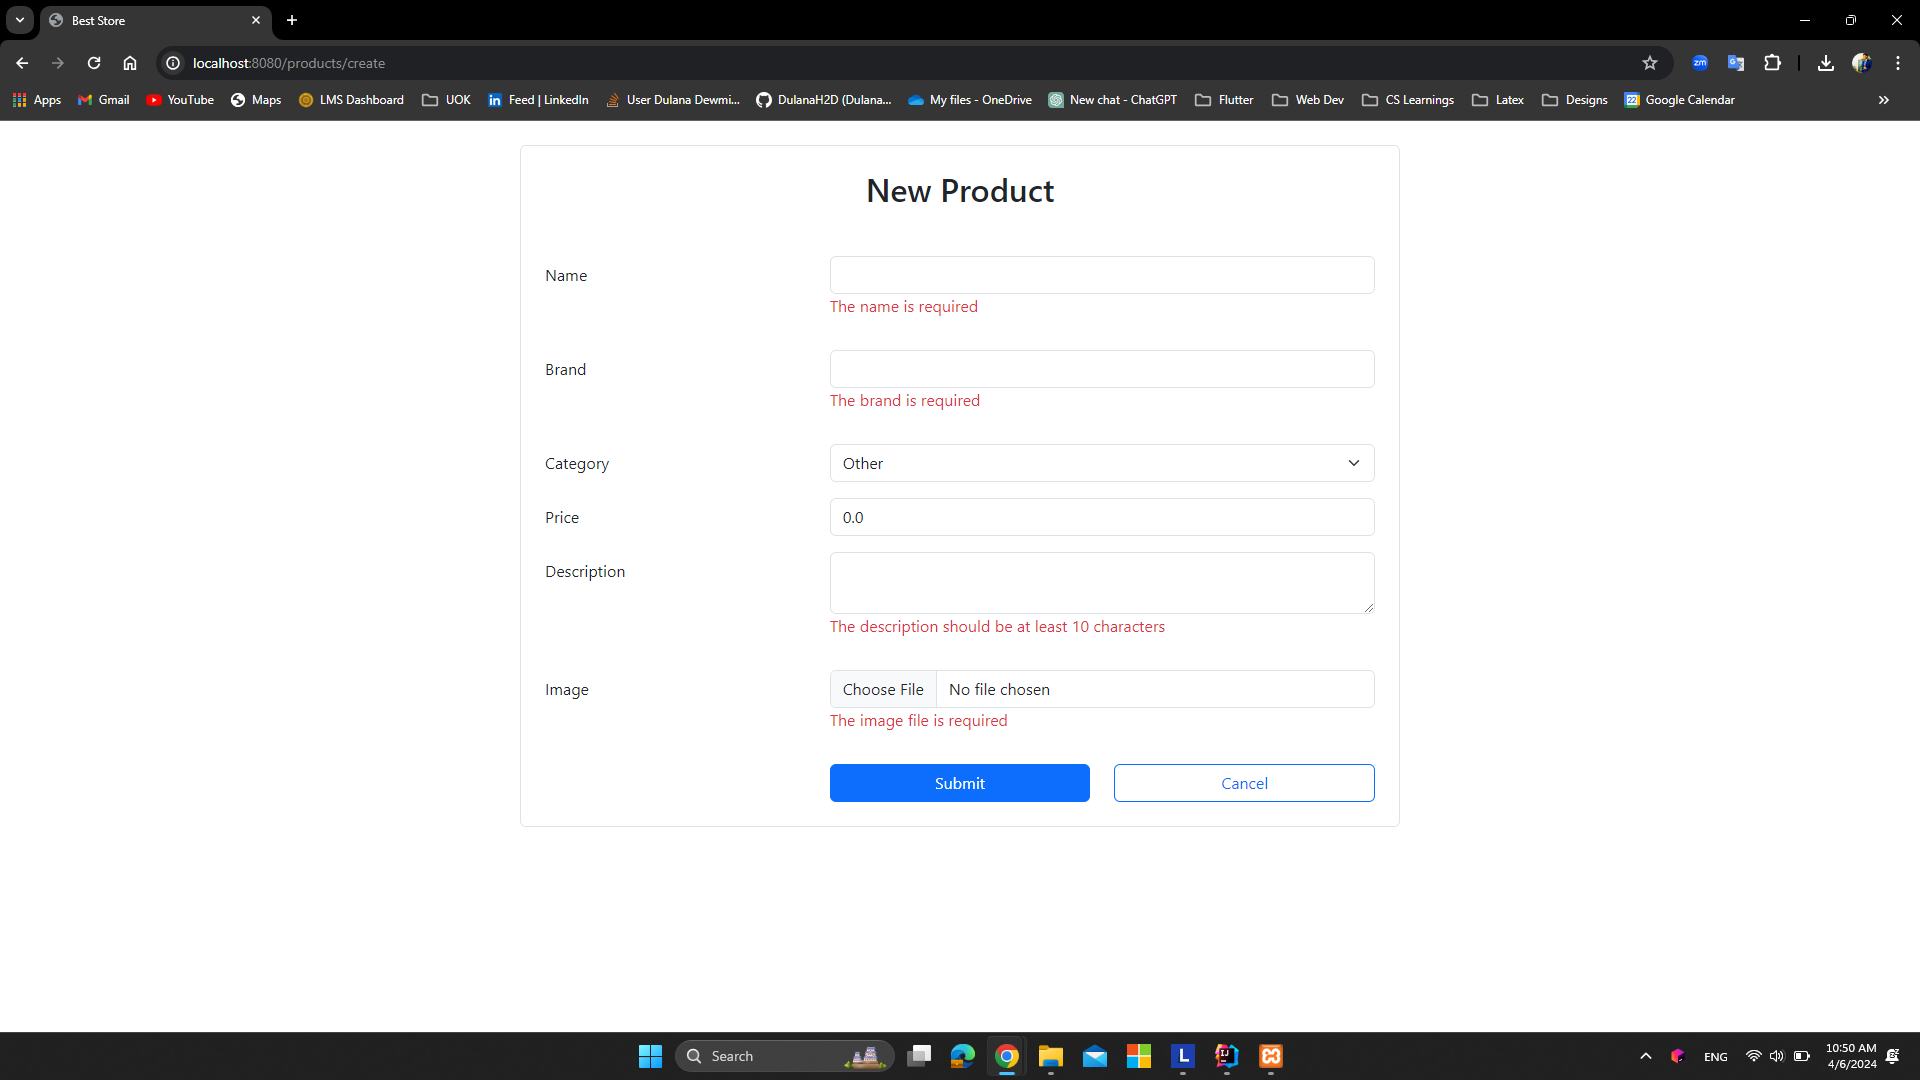 Best Store
localhost:8080/products/create
Apps Gmail YouTube Maps LMS Dashboard UOK Feed | LinkedIn User Dulana Dewmi... DulanaH2D (Dulana... My files - OneDrive New chat - ChatGPT Flutter Web Dev CS Learnings Latex Designs Google Calendar
New Product
Name
The name is required
Brand
The brand is required
Category Other
Price 0.0
Description
The description should be at least 10 characters
Image Choose File No file chosen
The image file is required
Submit Cancel
Search
ENG
10:50 AM
4/6/2024